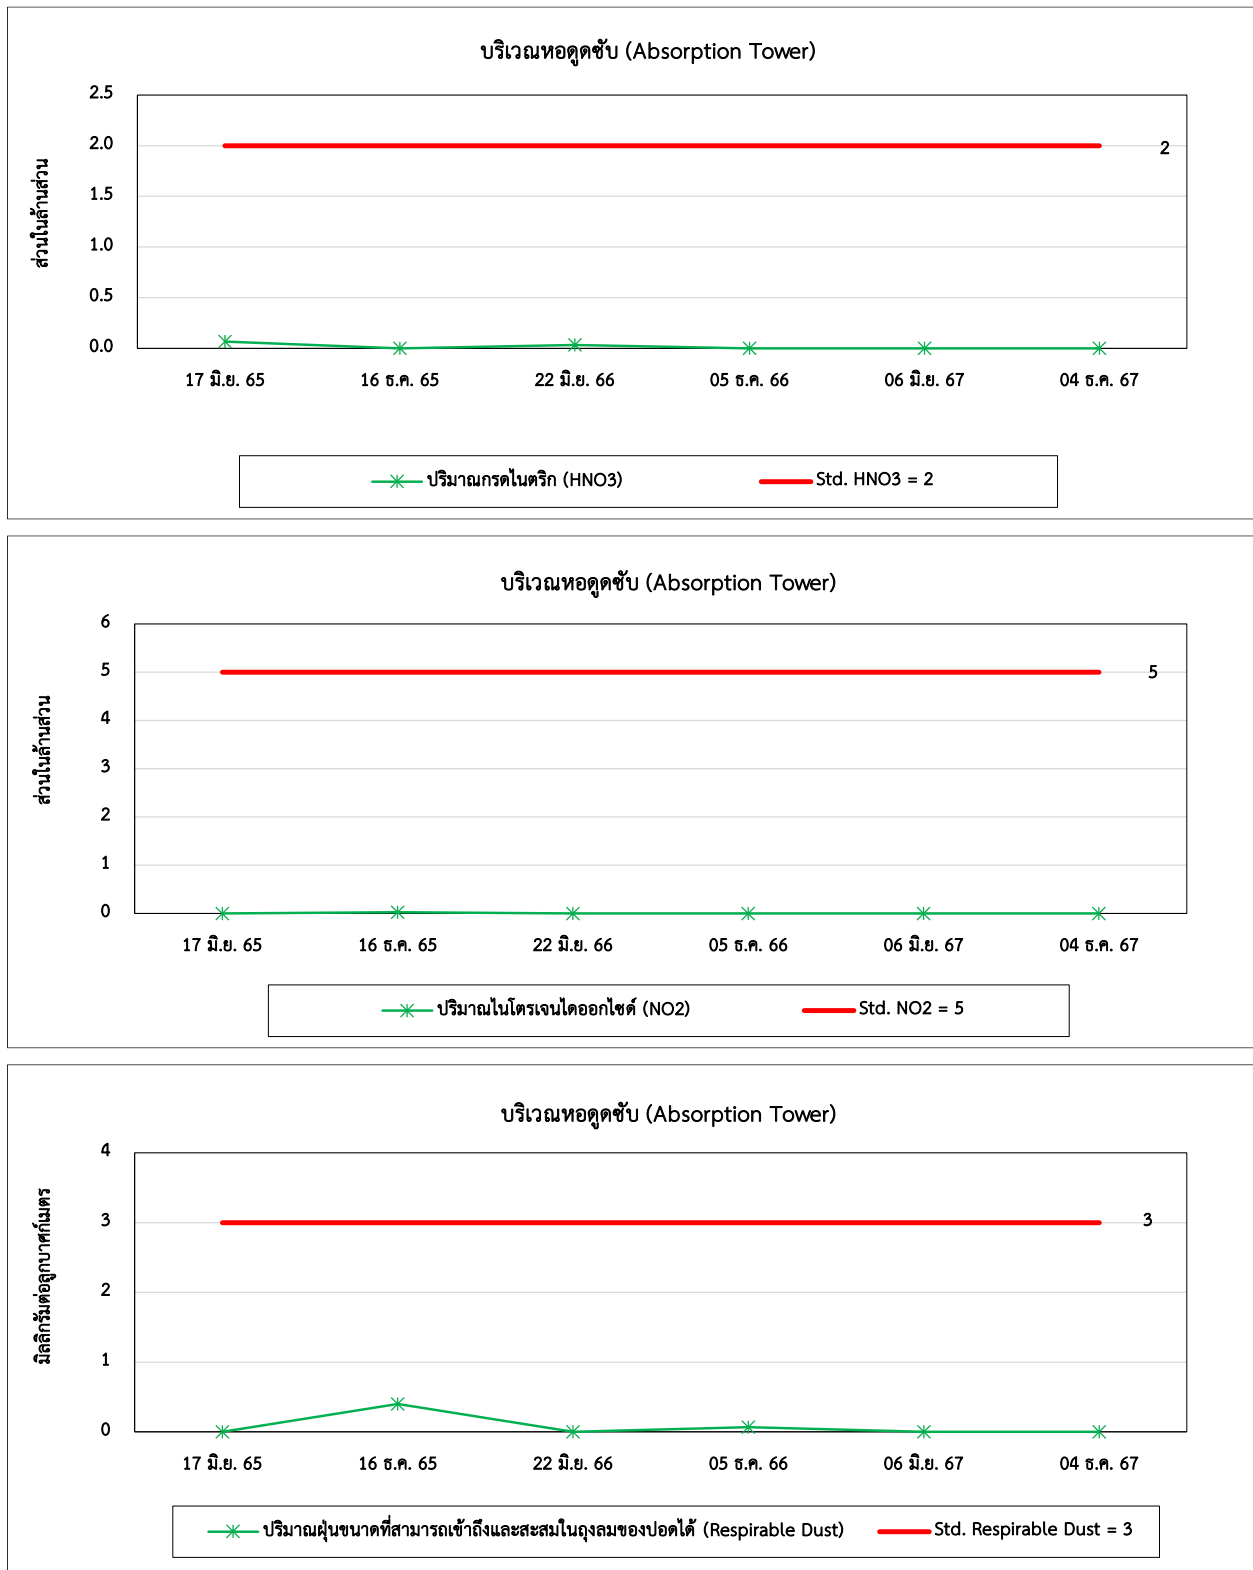 บริเวณหอดูดซับ (Absorption Tower)
ส่วนในล้านส่วน
2.5
2.0
1.5
1.0
0.5
0.0
2
17 มิ.ย. 65 16 ธ.ค. 65 22 มิ.ย. 66 05 ธ.ค. 66 06 มิ.ย. 67 04 ธ.ค. 67
ปริมาณกรดไนตริก (HNO3) Std. HNO3 = 2
บริเวณหอดูดซับ (Absorption Tower)
ส่วนในล้านส่วน
6
5
4
3
2
1
0
5
17 มิ.ย. 65 16 ธ.ค. 65 22 มิ.ย. 66 05 ธ.ค. 66 06 มิ.ย. 67 04 ธ.ค. 67
ปริมาณไนโตรเจนไดออกไซด์ (NO2) Std. NO2 = 5
บริเวณหอดูดซับ (Absorption Tower)
มิลลิกรัมต่อลูกบาศก์เมตร
4
3
2
1
0
3
17 มิ.ย. 65 16 ธ.ค. 65 22 มิ.ย. 66 05 ธ.ค. 66 06 มิ.ย. 67 04 ธ.ค. 67
ปริมาณฝุ่นขนาดที่สามารถเข้าถึงและสะสมในถุงลมของปอดได้ (Respirable Dust) Std. Respirable Dust = 3